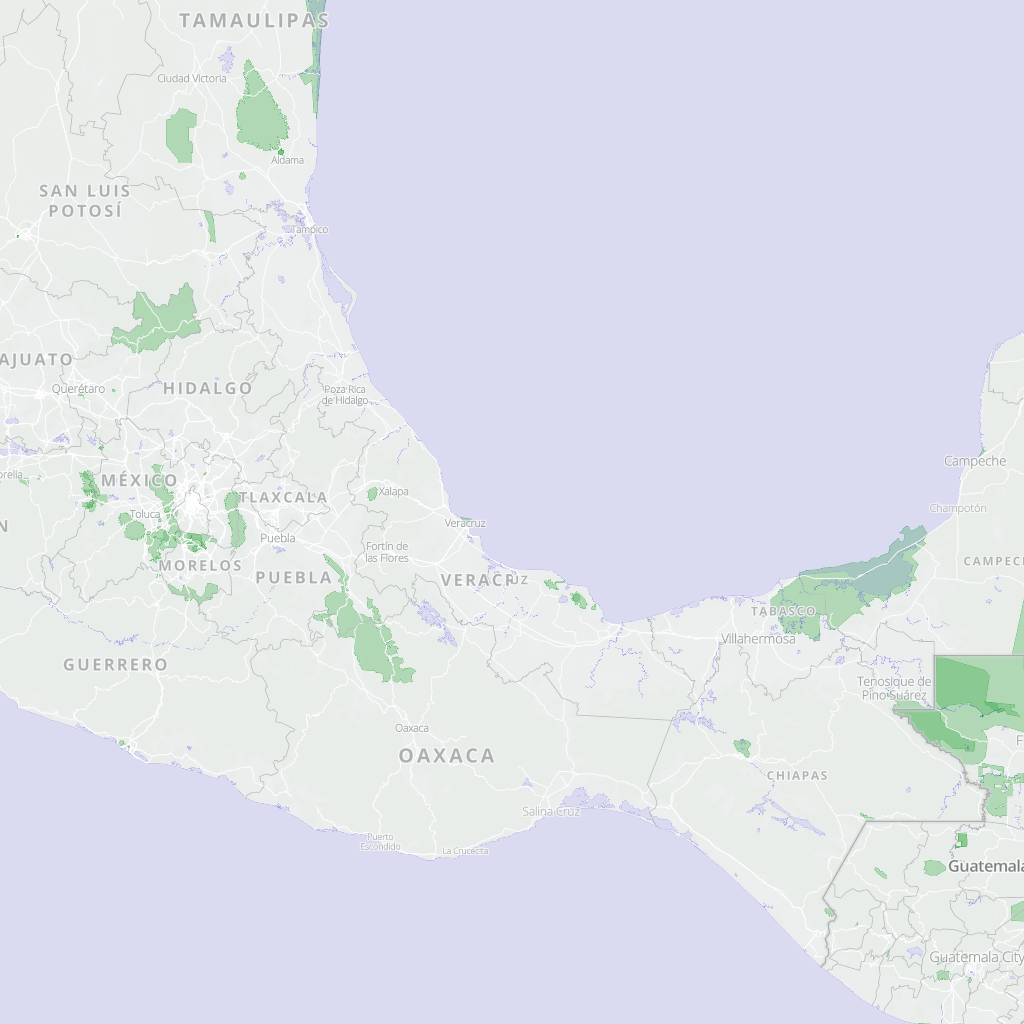 TAMAULIPAS
Ciudad Victoria
Aldama
SAN LUIS
POTOSÍ
Tampico
AJUATO
Querétaro
HIDALGO
Poza Rica
de Hidalgo
Campeche
orelia
MÉXICO
TLAXCALA
Xalapa
Champotón
Toluca
Veracruz
N
Puebla
Fortín de
las Flores
CAMPEC
MORELOS
PUEBLA
VERACRUZ
TABASCO
Villahermosa
GUERRERO
Tenosique de
Pino Suárez
Oaxaca
F
OAXACA
CHIAPAS
Salina Cruz
Puerto
Escondido
La Crucecita
Guatemala
Guatemala City